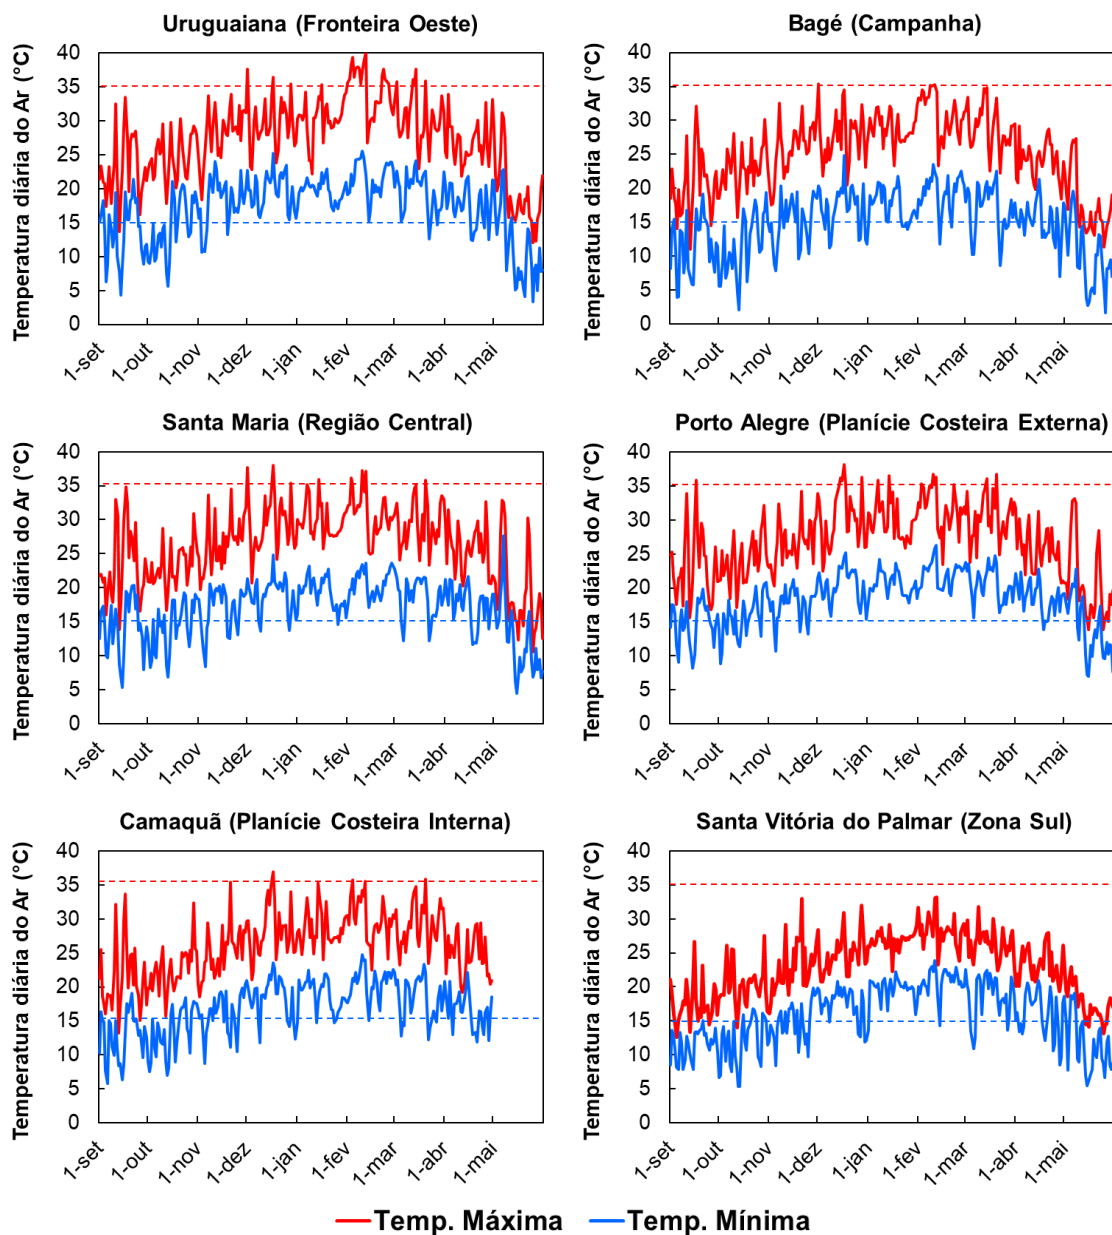 Uruguaiana (Fronteira Oeste)
Temperatura diária do Ar (°C)
40
35
30
25
20
15
10
5
0
1-set
1-out
1-nov
1-dez
1-jan
1-fev
1-mar
1-abr
1-mai
Bagé (Campanha)
Temperatura diária do Ar (°C)
40
35
30
25
20
15
10
5
0
1-set
1-out
1-nov
1-dez
1-jan
1-fev
1-mar
1-abr
1-mai
Santa Maria (Região Central)
Temperatura diária do Ar (°C)
40
35
30
25
20
15
10
5
0
1-set
1-out
1-nov
1-dez
1-jan
1-fev
1-mar
1-abr
1-mai
Porto Alegre (Planície Costeira Externa)
Temperatura diária do Ar (°C)
40
35
30
25
20
15
10
5
0
1-set
1-out
1-nov
1-dez
1-jan
1-fev
1-mar
1-abr
1-mai
Camaquã (Planície Costeira Interna)
Temperatura diária do Ar (°C)
40
35
30
25
20
15
10
5
0
1-set
1-out
1-nov
1-dez
1-jan
1-fev
1-mar
1-abr
1-mai
Santa Vitória do Palmar (Zona Sul)
Temperatura diária do Ar (°C)
40
35
30
25
20
15
10
5
0
1-set
1-out
1-nov
1-dez
1-jan
1-fev
1-mar
1-abr
1-mai
Temp. Máxima Temp. Mínima